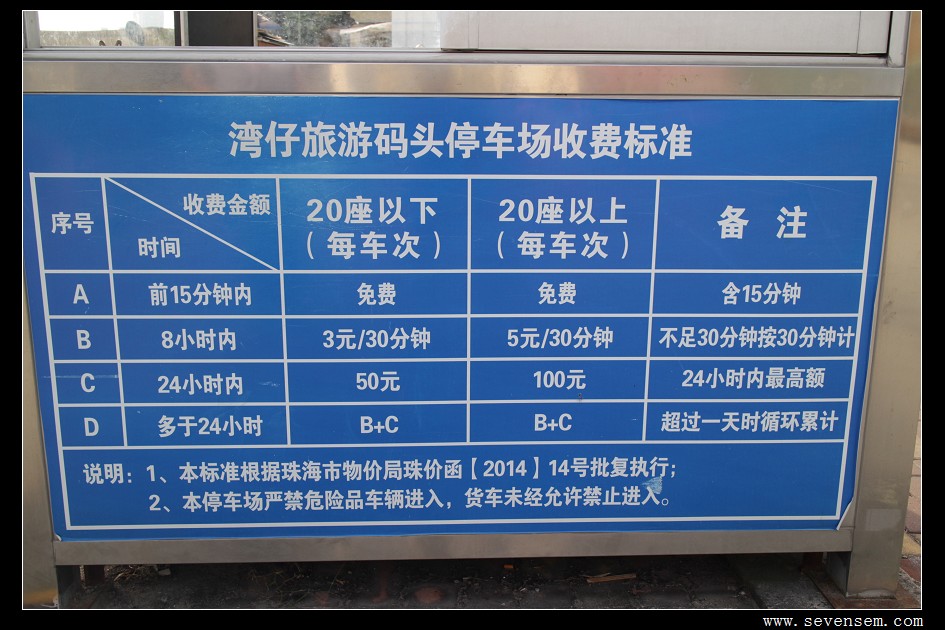 湾仔旅游码头停车场收费标准
序号 收费金额 时间 20座以下（每车次） 20座以上（每车次） 备 注
A 前15分钟内 免费 免费 含15分钟
B 8小时内 3元/30分钟 5元/30分钟 不足30分钟按30分钟计
C 24小时内 50元 100元 24小时内最高额
D 多于24小时 B+C B+C 超过一天时循环累计
说明：1、本标准根据珠海市物价局珠价函【2014】14号批复执行；
2、本停车场严禁危险品车辆进入，货车未经允许禁止进入。
www.sevensem.com